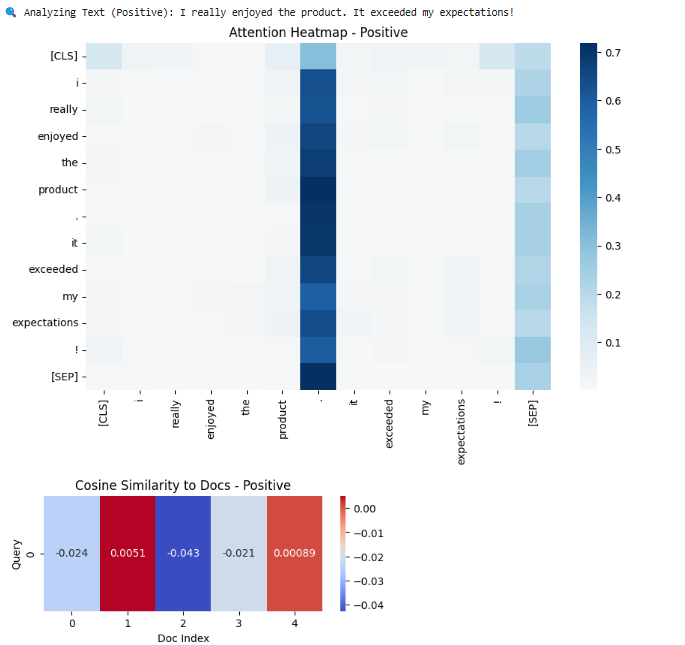 🔍 Analyzing Text (Positive): I really enjoyed the product. It exceeded my expectations!
Attention Heatmap - Positive
[CLS]
i
really
enjoyed
the
product
.
it
exceeded
my
expectations
!
[SEP]
0.7
0.6
0.5
0.4
0.3
0.2
0.1
[CLS]
i
really
enjoyed
the
product
.
it
exceeded
my
expectations
!
[SEP]
Cosine Similarity to Docs - Positive
Query
0
-0.024 0.0051 -0.043 -0.021 0.00089
0 1 2 3 4
Doc Index
0.00
−0.01
−0.02
−0.03
−0.04